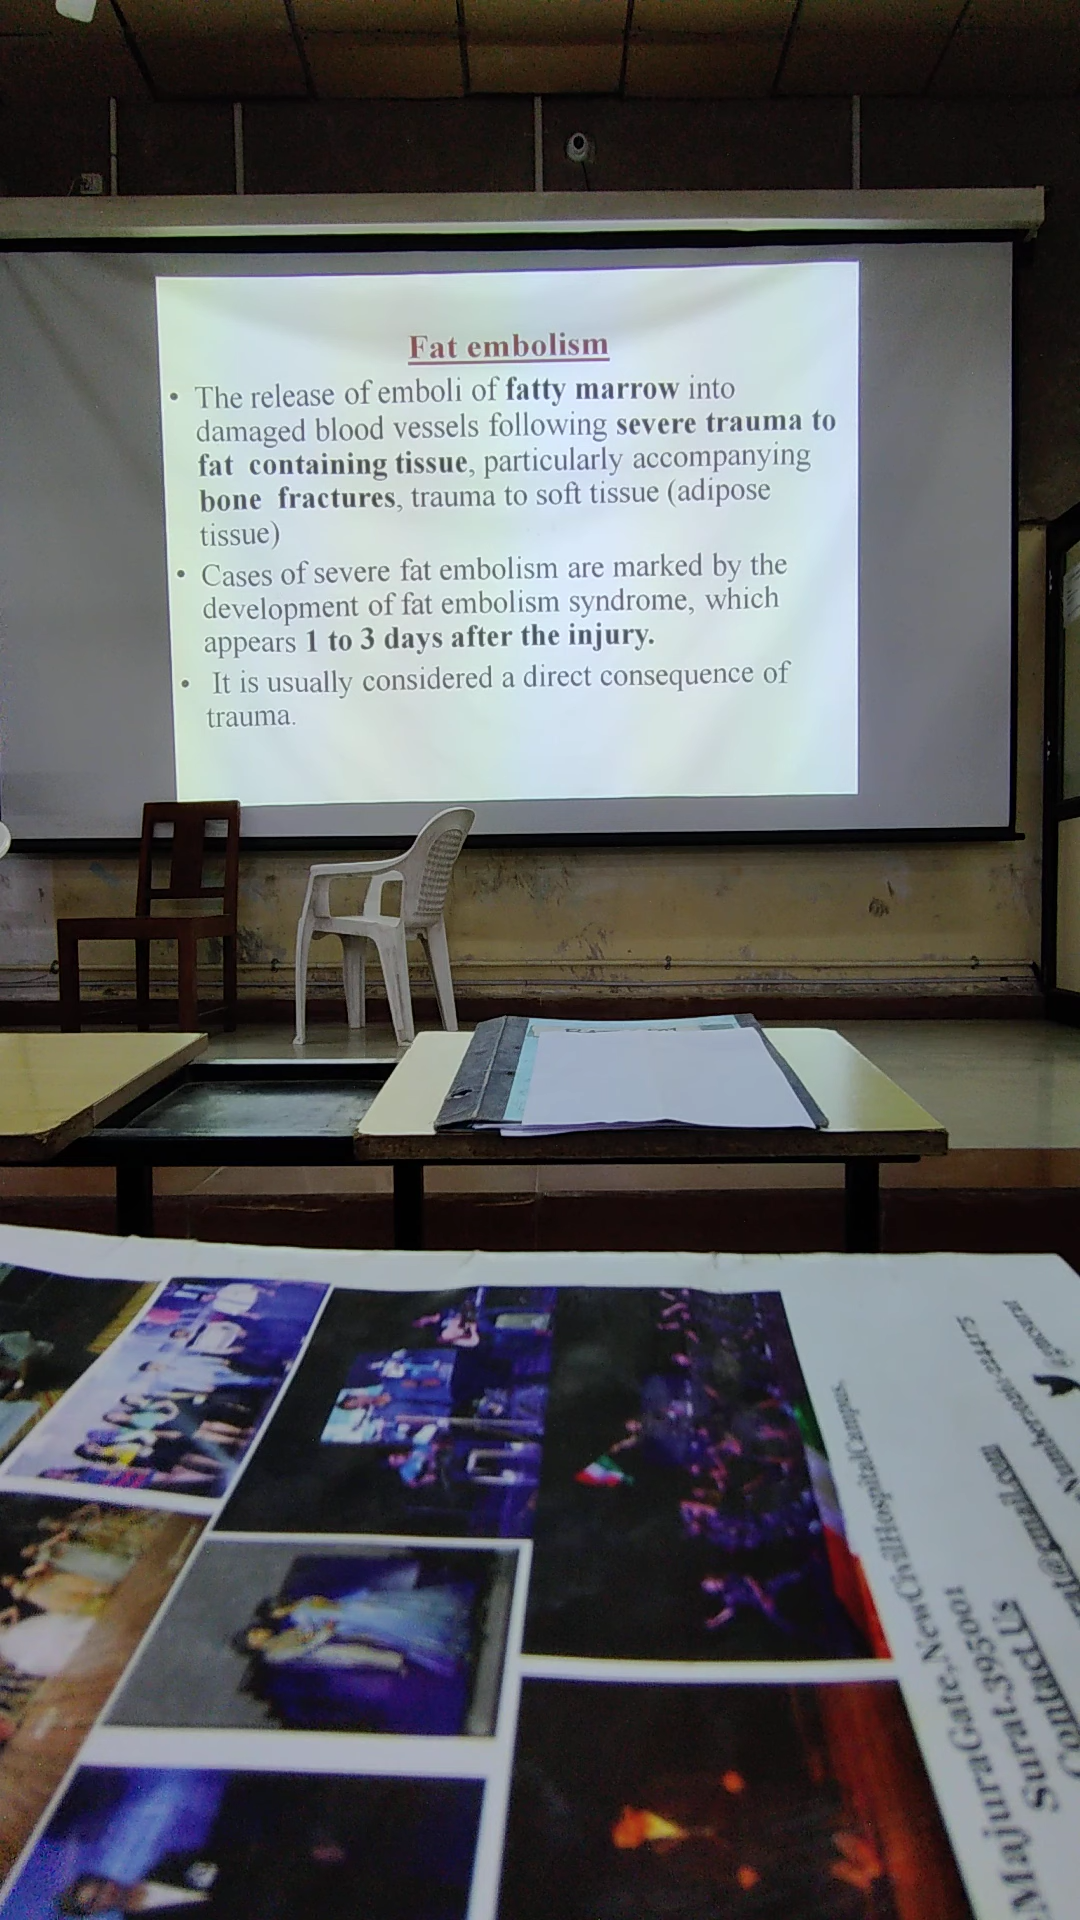 Fat embolism
• The release of emboli of fatty marrow into
damaged blood vessels following severe trauma to
fat containing tissue, particularly accompanying
bone fractures, trauma to soft tissue (adipose
tissue)
• Cases of severe fat embolism are marked by the
development of fat embolism syndrome, which
appears 1 to 3 days after the injury.
• It is usually considered a direct consequence of
trauma.
MajuraGate,NewCivilHospitalCampus,
Surat.395001
Contact Us